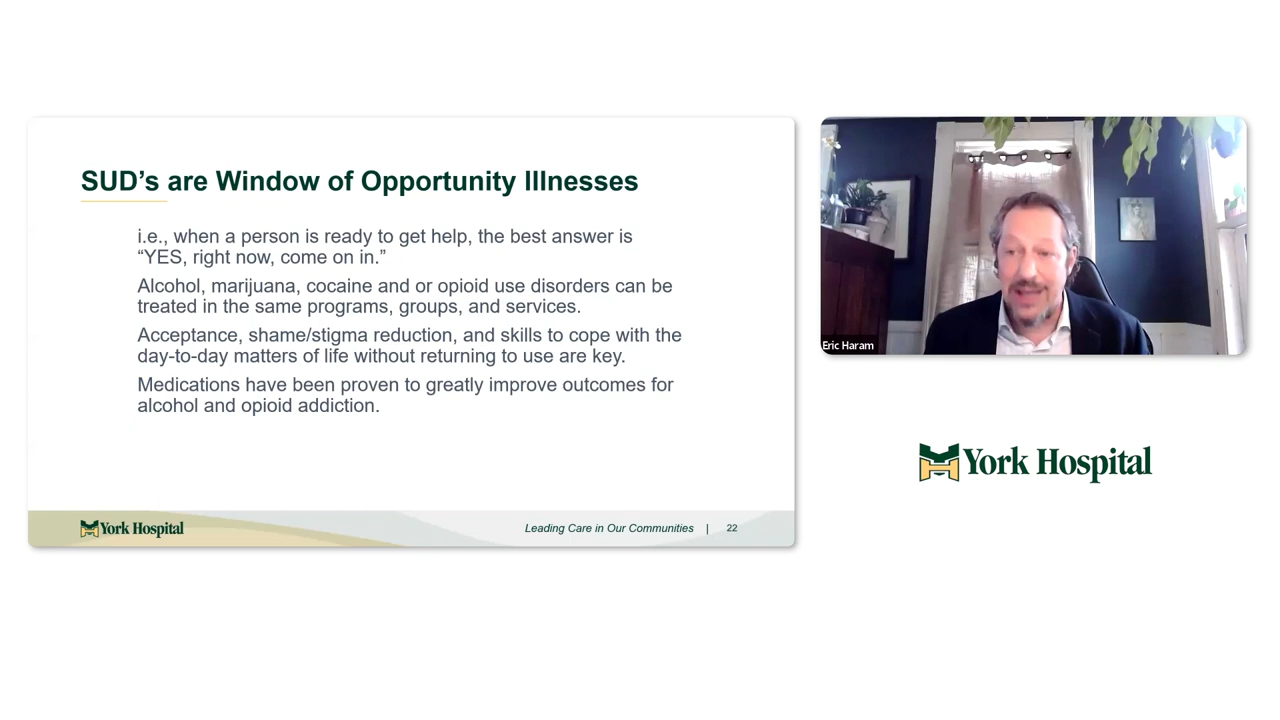 SUD’s are Window of Opportunity Illnesses
i.e., when a person is ready to get help, the best answer is
“YES, right now, come on in.”
Alcohol, marijuana, cocaine and or opioid use disorders can be
treated in the same programs, groups, and services.
Acceptance, shame/stigma reduction, and skills to cope with the
day-to-day matters of life without returning to use are key.
Medications have been proven to greatly improve outcomes for
alcohol and opioid addiction.
York Hospital
Leading Care in Our Communities | 22
Eric Haram
York Hospital